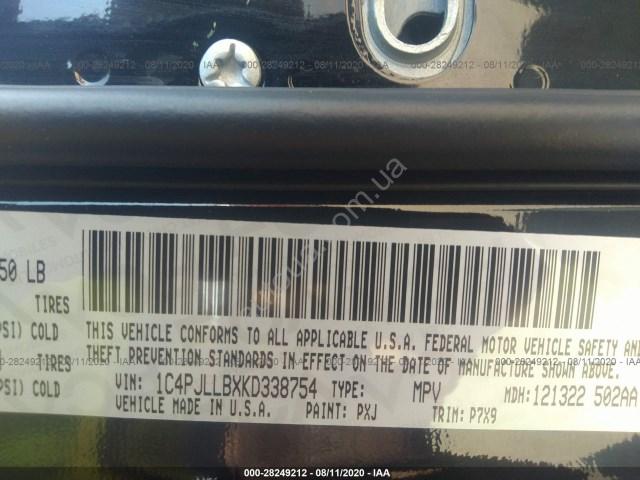 000-28249212 - 08/11/2020 - IAA
50 LB
TIRES
PSI) COLD
TIRES
PSI) COLD
THIS VEHICLE CONFORMS TO ALL APPLICABLE U.S.A. FEDERAL MOTOR VEHICLE SAFETY AND
THEFT PREVENTION STANDARDS IN EFFECT ON THE DATE OF MANUFACTURE SHOWN ABOVE.
VIN: 1C4PJLLBXKD338754 TYPE: MPV MDH: 121322 502AA
VEHICLE MADE IN U.S.A. PAINT: PXJ TRIM: P7X9
000-28249212 - 08/11/2020 - IAA